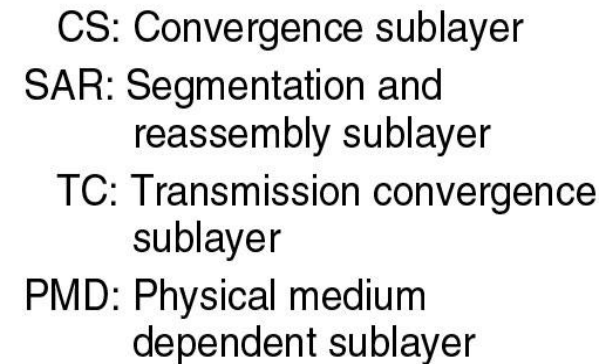 CS: Convergence sublayer
SAR: Segmentation and
reassembly sublayer
TC: Transmission convergence
sublayer
PMD: Physical medium
dependent sublayer